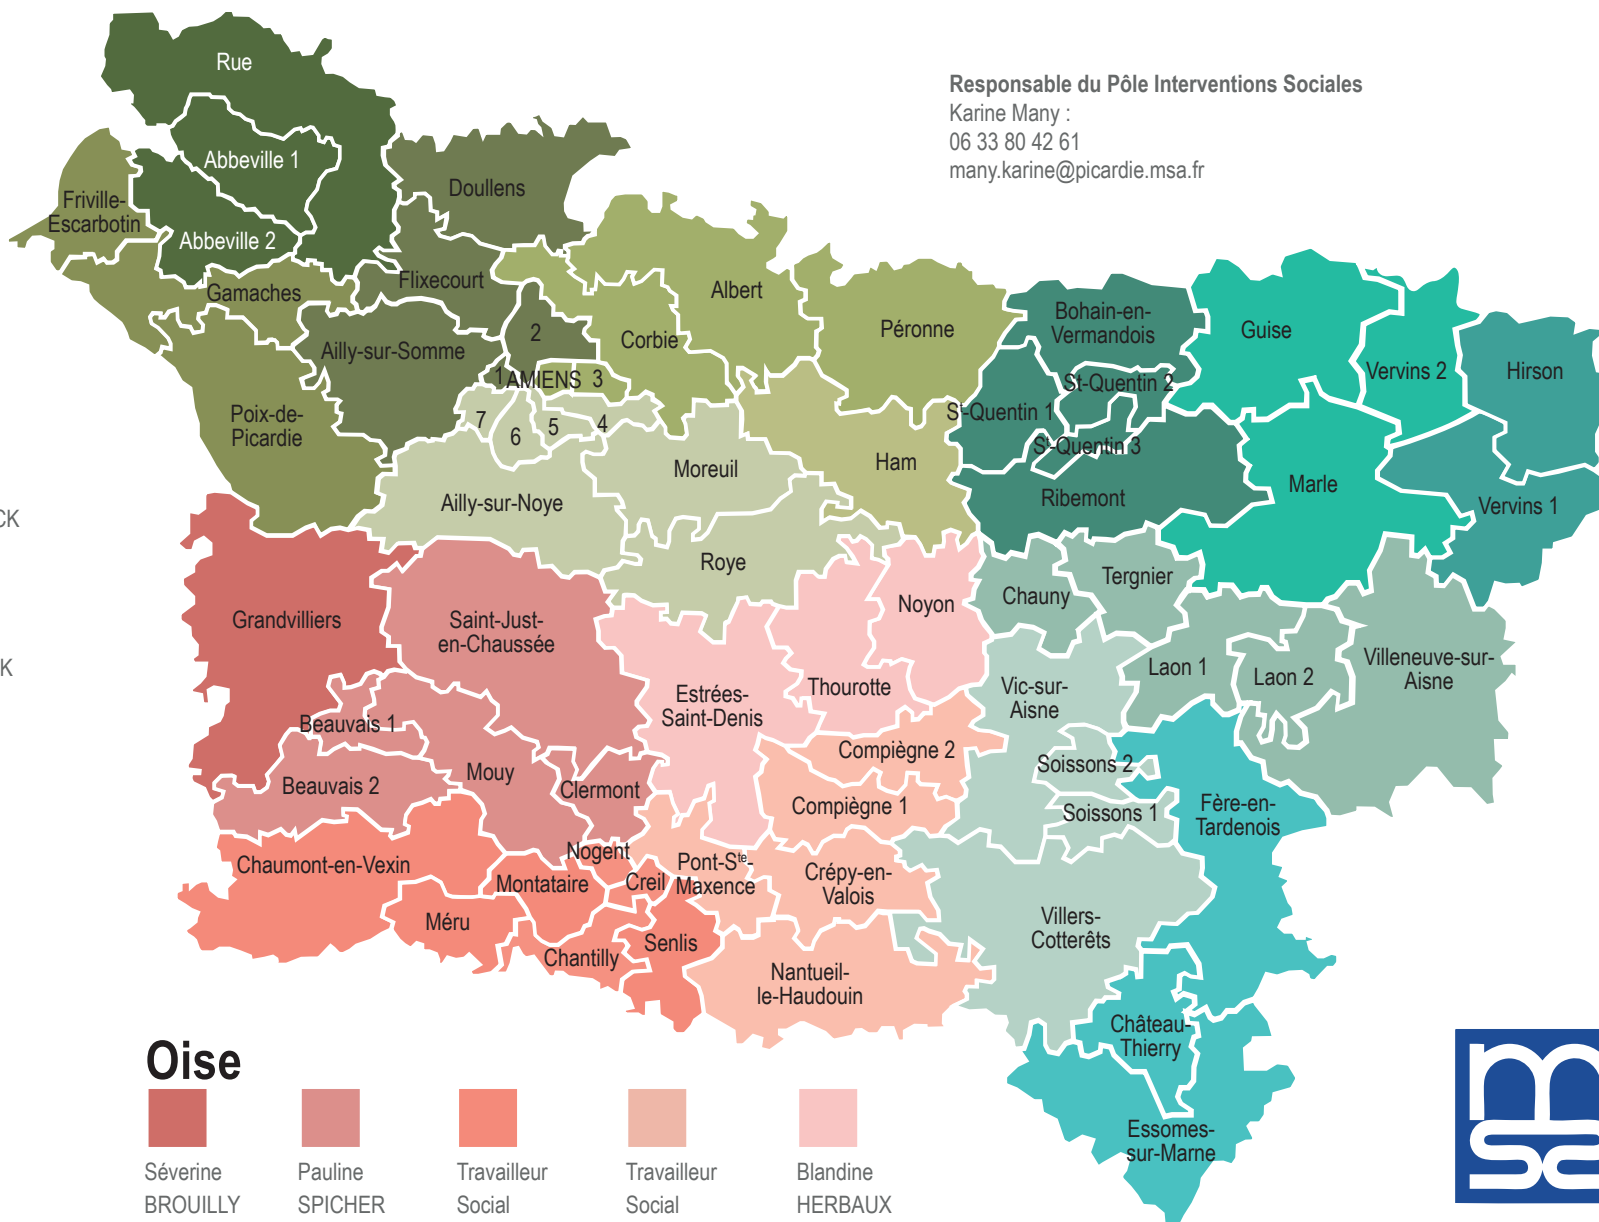 Rue
Responsable du Pôle Interventions Sociales
Karine Many :
06 33 80 42 61
many.karine@picardie.msa.fr
Abbeville 1
Doullens
Friville-
Escarbotin
Abbeville 2
Flixecourt
Gamaches
Albert
Péronne
Bohain-en-
Vermandois
Guise
2
Corbie
Ailly-sur-Somme
Vervins 2
Hirson
1
AMIENS
3
St-Quentin 2
Poix-de-
Picardie
St-Quentin 1
7
6
5
4
St-Quentin 3
Moreuil
Ham
Ribemont
Marle
Ailly-sur-Noye
Vervins 1
CK
Roye
Tergnier
Chauny
Noyon
Grandvilliers
Saint-Just-
en-Chaussée
K
Laon 1
Laon 2
Villeneuve-sur-
Aisne
Thourotte
Vic-sur-
Aisne
Estrées-
Saint-Denis
Beauvais 1
Compiègne 2
Mouy
Soissons 2
Beauvais 2
Clermont
Compiègne 1
Soissons 1
Fère-en-
Tardenois
Nogent
Chaumont-en-Vexin
Pont-Ste-
Maxence
Crépy-en-
Valois
Montataire
Creil
Méru
Villers-
Cotterêts
Senlis
Chantilly
Nantueil-
le-Haudouin
Château-
Thierry
Oise
Essomes-
sur-Marne
msa
Séverine
BROUILLY
Pauline
SPICHER
Travailleur
Social
Travailleur
Social
Blandine
HERBAUX